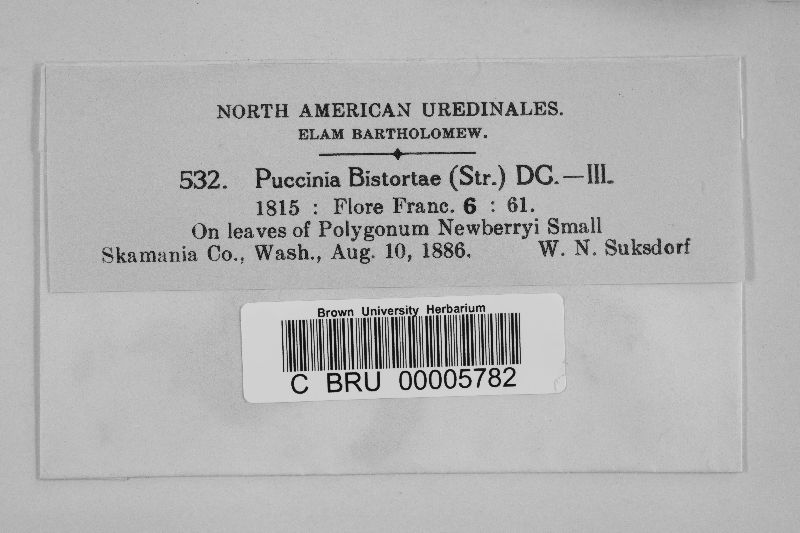 NORTH AMERICAN UREDINALES.
ELAM BARTHOLOMEW.
532. Puccinia Bistortae (Str.) DC.—III.
1815 : Flore Franc. 6 : 61.
On leaves of Polygonum Newberryi Small
Skamania Co., Wash., Aug. 10, 1886. W. N. Suksdorf
Brown University Herbarium
C BRU 00005782